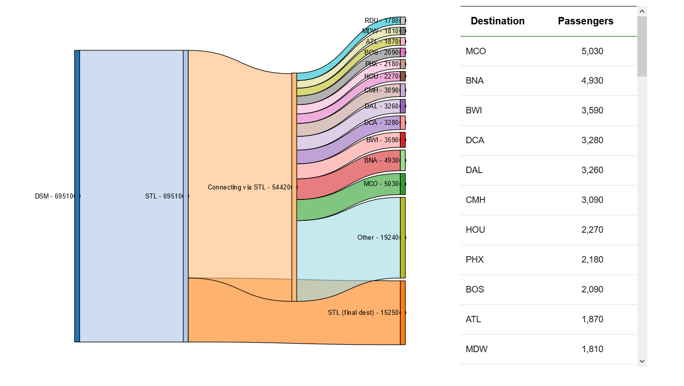 RDU - 1780
MDW - 1810
ATL - 1870
BOS - 2090
PHX - 2180
HOU - 2270
CMH - 3090
DAL - 3260
DCA - 3280
BWI - 3590
BNA - 4930
MCO - 5030
DSM - 69510
STL - 69510
Connecting via STL - 54420
Other - 19240
STL (final dest) - 15250
Destination Passengers
MCO 5,030
BNA 4,930
BWI 3,590
DCA 3,280
DAL 3,260
CMH 3,090
HOU 2,270
PHX 2,180
BOS 2,090
ATL 1,870
MDW 1,810